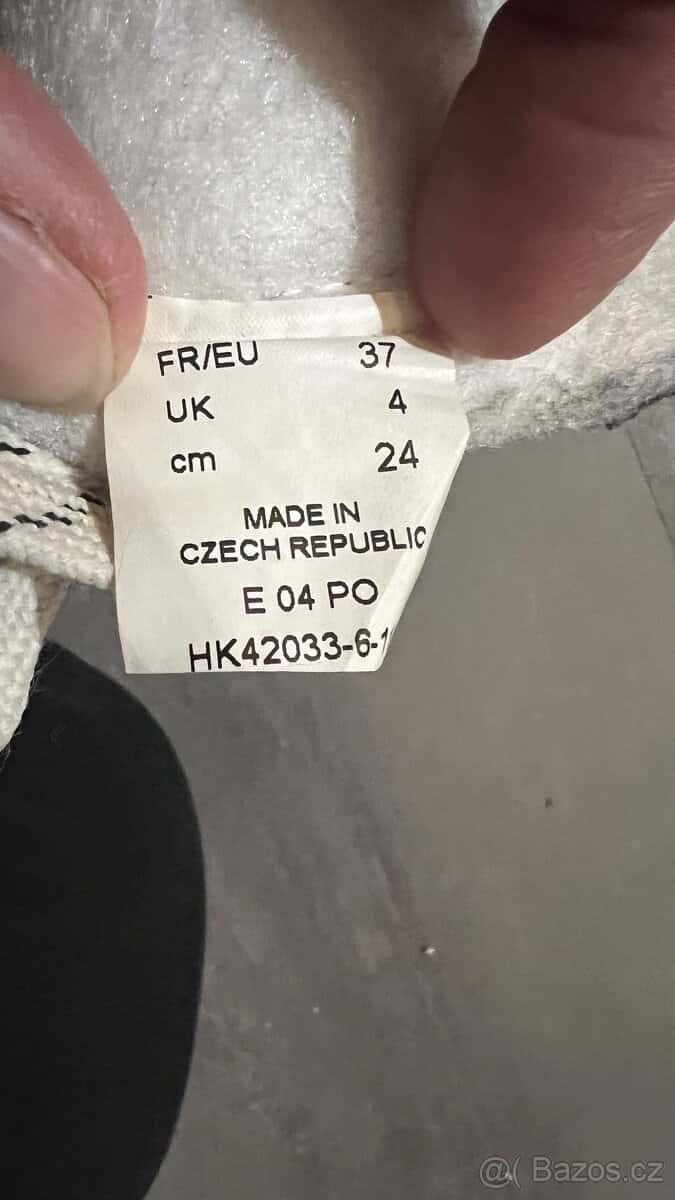 FR/EU 37
UK 4
cm 24
MADE IN
CZECH REPUBLIC
E 04 PO
HK42033-6-1
@( Bazos.cz